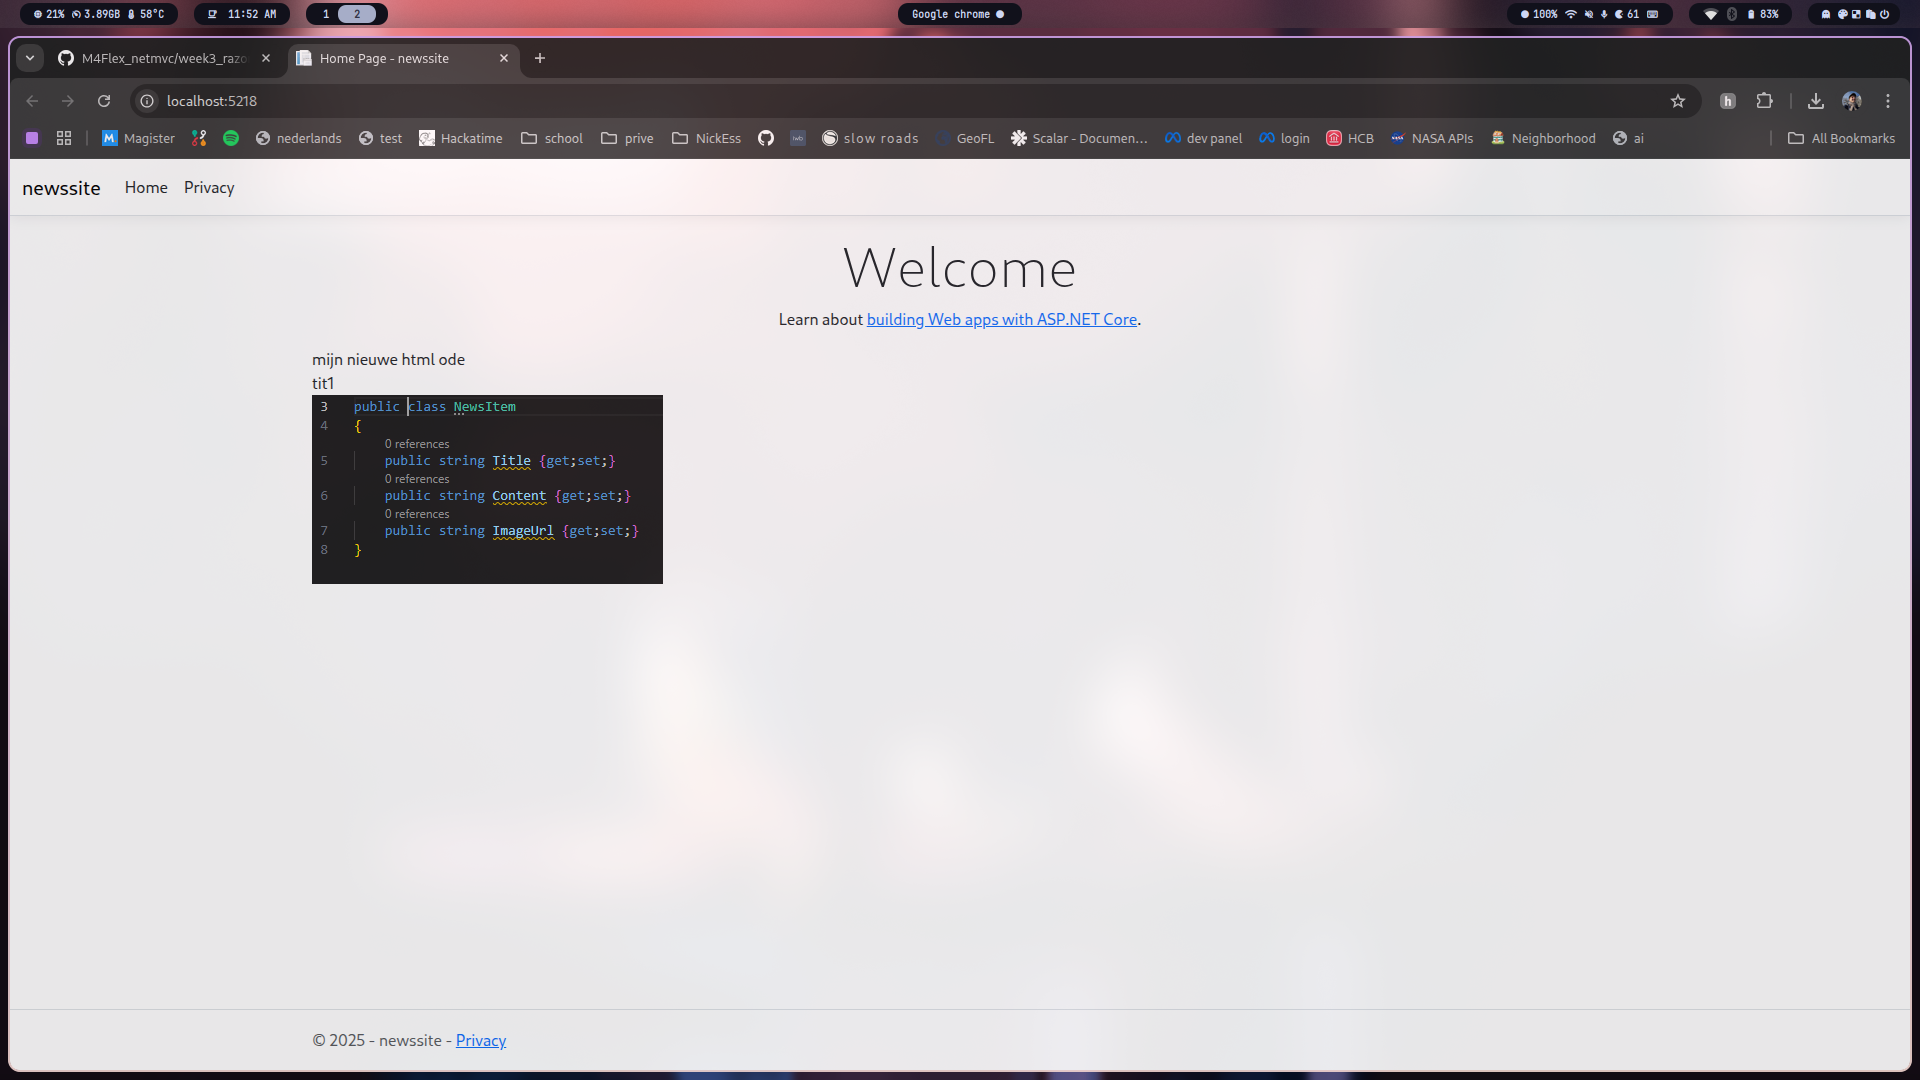 21% 3.89GB 58°C
11:52 AM
1 2
Google chrome
100% 61
83%
M4Flex_netmvc/week3_razo
Home Page - newssite
localhost:5218
Magister nederlands test Hackatime school prive NickEss slow roads GeoFL Scalar - Documen... dev panel login HCB NASA APIs Neighborhood ai All Bookmarks
newssite Home Privacy
Welcome
Learn about building Web apps with ASP.NET Core.
mijn nieuwe html ode
tit1
3 public class NewsItem
4 {
0 references
5 public string Title {get;set;}
0 references
6 public string Content {get;set;}
0 references
7 public string ImageUrl {get;set;}
8 }
© 2025 - newssite - Privacy